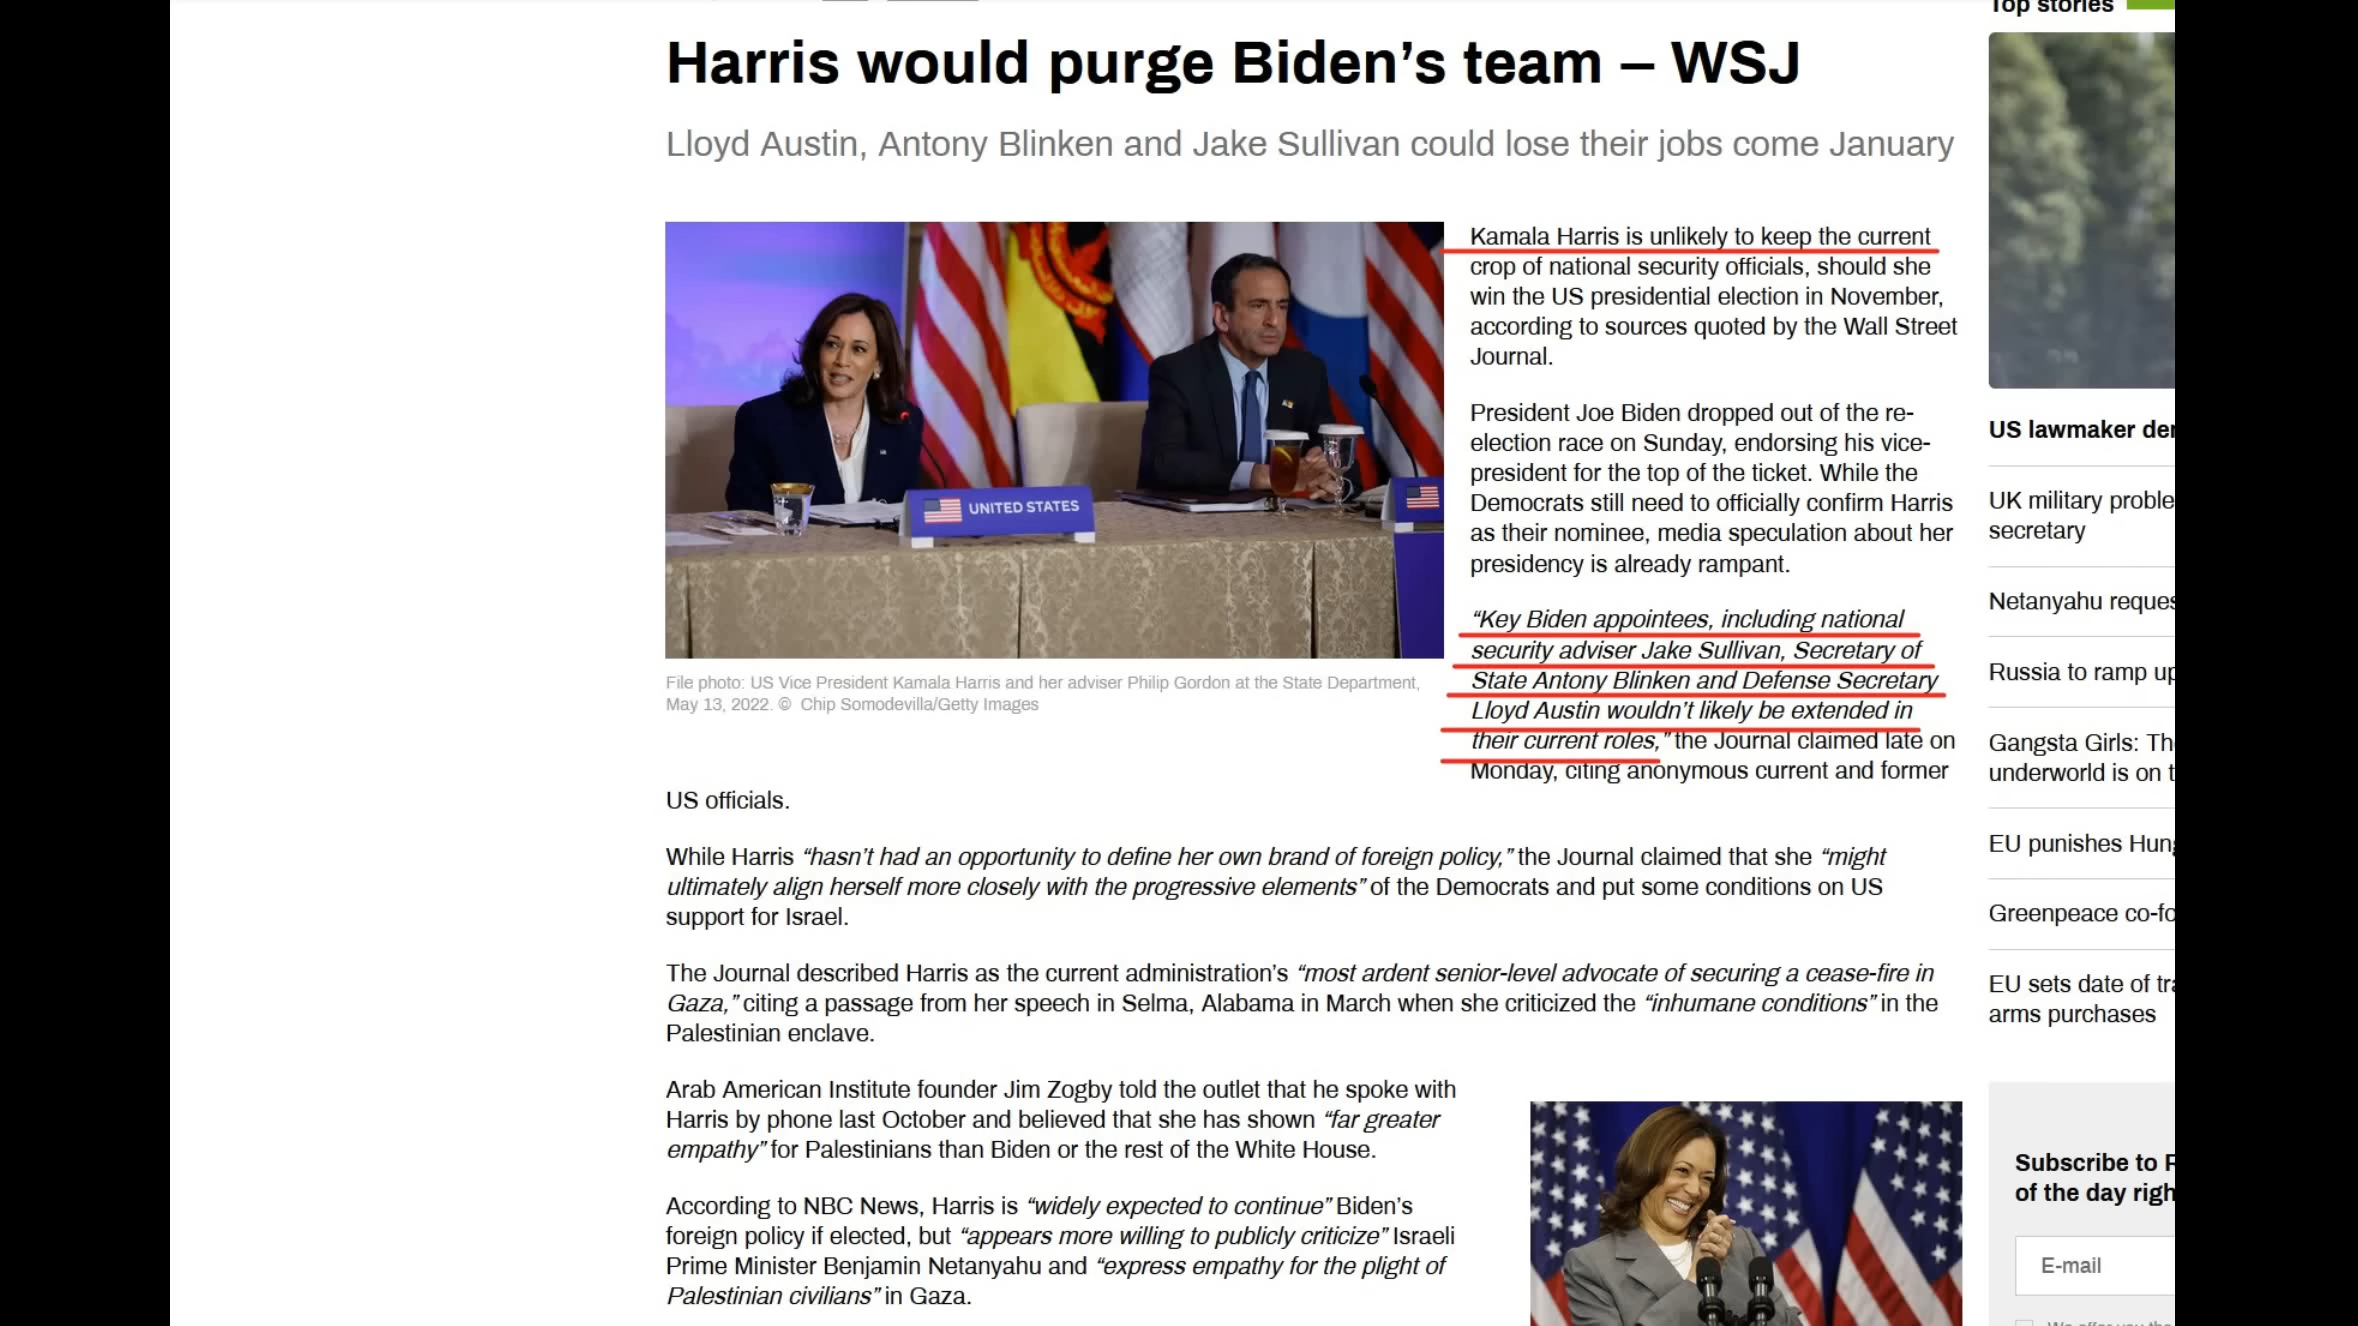 Harris would purge Biden’s team – WSJ
Lloyd Austin, Antony Blinken and Jake Sullivan could lose their jobs come January
UNITED STATES
File photo: US Vice President Kamala Harris and her adviser Philip Gordon at the State Department,
May 13, 2022. © Chip Somodevilla/Getty Images
Kamala Harris is unlikely to keep the current
crop of national security officials, should she
win the US presidential election in November,
according to sources quoted by the Wall Street
Journal.
President Joe Biden dropped out of the re-
election race on Sunday, endorsing his vice-
president for the top of the ticket. While the
Democrats still need to officially confirm Harris
as their nominee, media speculation about her
presidency is already rampant.
“Key Biden appointees, including national
security adviser Jake Sullivan, Secretary of
State Antony Blinken and Defense Secretary
Lloyd Austin wouldn’t likely be extended in
their current roles,” the Journal claimed late on
Monday, citing anonymous current and former
US officials.
While Harris “hasn’t had an opportunity to define her own brand of foreign policy,” the Journal claimed that she “might
ultimately align herself more closely with the progressive elements” of the Democrats and put some conditions on US
support for Israel.
The Journal described Harris as the current administration’s “most ardent senior-level advocate of securing a cease-fire in
Gaza,” citing a passage from her speech in Selma, Alabama in March when she criticized the “inhumane conditions” in the
Palestinian enclave.
Arab American Institute founder Jim Zogby told the outlet that he spoke with
Harris by phone last October and believed that she has shown “far greater
empathy” for Palestinians than Biden or the rest of the White House.
According to NBC News, Harris is “widely expected to continue” Biden’s
foreign policy if elected, but “appears more willing to publicly criticize” Israeli
Prime Minister Benjamin Netanyahu and “express empathy for the plight of
Palestinian civilians” in Gaza.
Top stories
US lawmaker
UK military
secretary
Netanyahu
Russia to ramp up
Gangsta Girls:
underworld is on
EU punishes
Greenpeace
EU sets date of
arms purchases
Subscribe to
of the day
E-mail